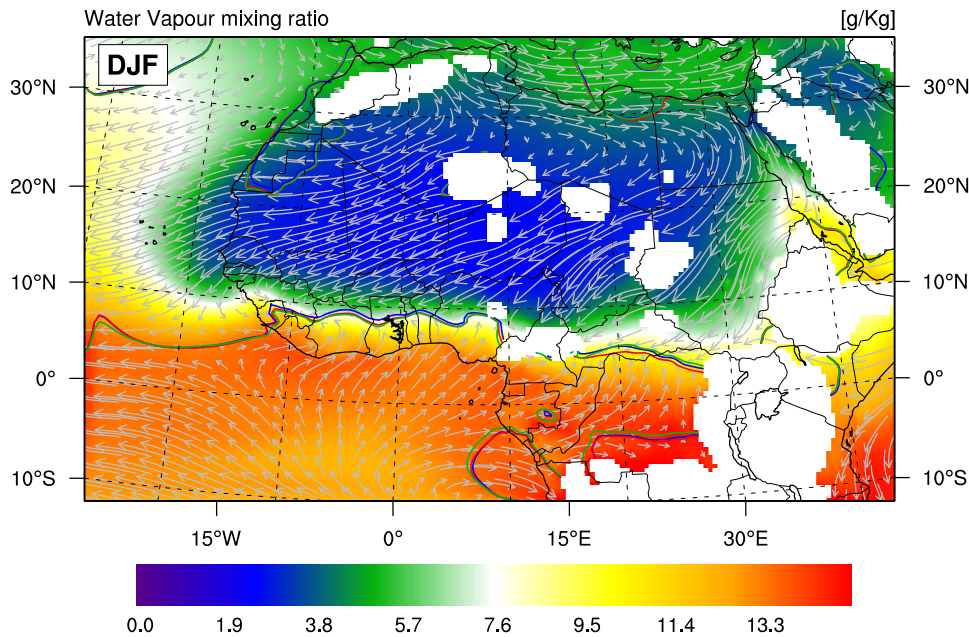 Water Vapour mixing ratio [g/Kg]
DJF
30°N 30°N
20°N 20°N
10°N 10°N
0° 0°
10°S 10°S
15°W 0° 15°E 30°E
0.0 1.9 3.8 5.7 7.6 9.5 11.4 13.3